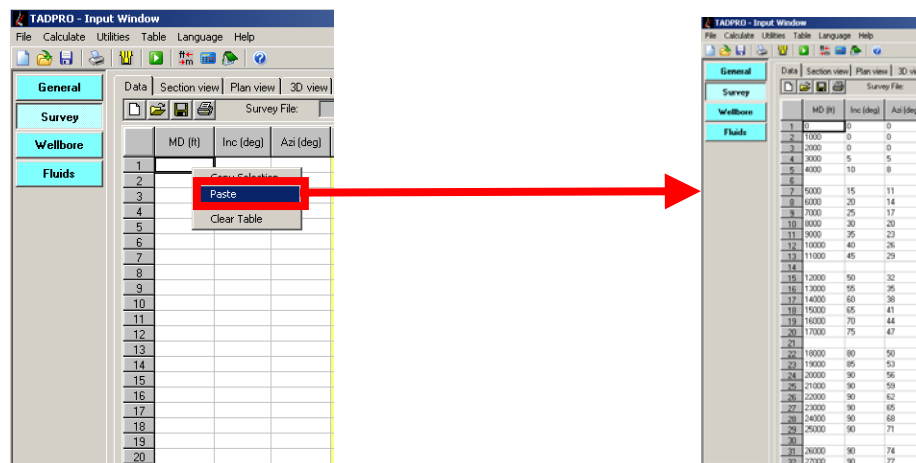 TADPRO - Input Window
File Calculate Utilities Table Language Help
General
Survey
Wellbore
Fluids
Data Section view Plan view 3D view
Survey File:
MD (ft) Inc (deg) Azi (deg)
1
2
3
4
5
6
7
8
9
10
11
12
13
14
15
16
17
18
19
20
Copy Selection
Paste
Clear Table
TADPRO - Input Window
File Calculate Utilities Table Language Help
General
Survey
Wellbore
Fluids
Data Section view Plan view 3D vi
Survey File:
MD (ft) Inc (deg) Azi (deg
1 0 0 0
2 1000 0 0
3 2000 0 0
4 3000 5 5
5 4000 10 8
6
7 5000 15 11
8 6000 20 14
9 7000 25 17
10 8000 30 20
11 9000 35 23
12 10000 40 26
13 11000 45 29
14
15 12000 50 32
16 13000 55 35
17 14000 60 38
18 15000 65 41
19 16000 70 44
20 17000 75 47
21
22 18000 80 50
23 19000 85 53
24 20000 90 56
25 21000 90 59
26 22000 90 62
27 23000 90 65
28 24000 90 68
29 25000 90 71
30
31 26000 90 74
32 27000 90 77